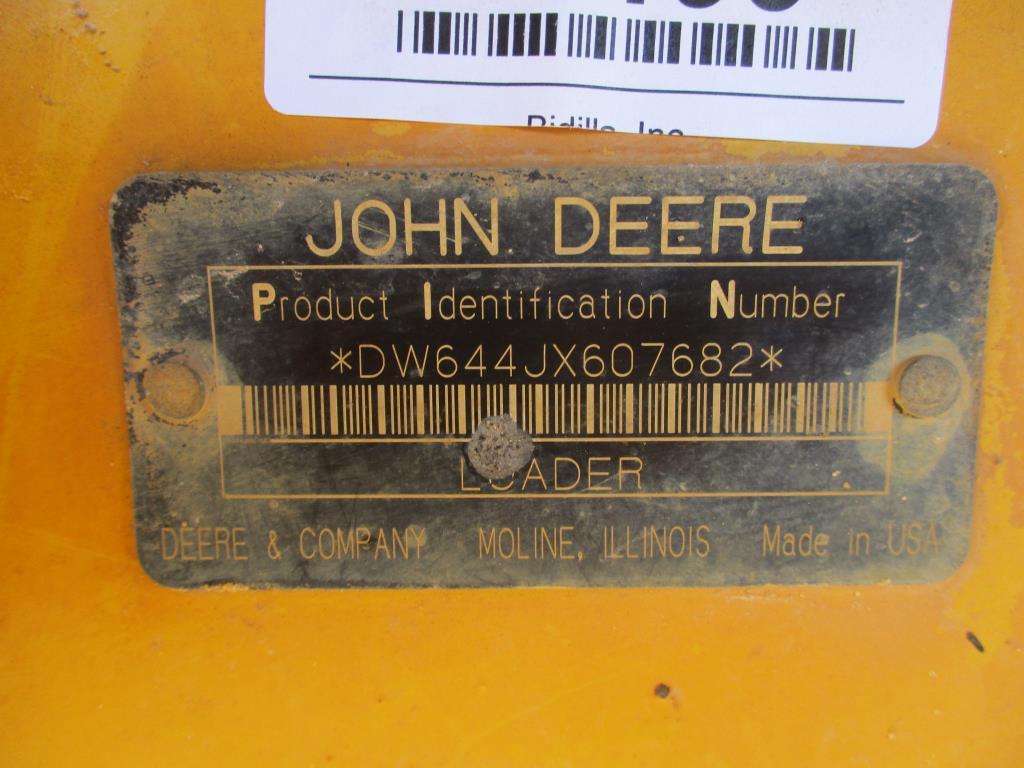 JOHN DEERE
Product Identification Number
*DW644JX607682*
LOADER
DEERE & COMPANY MOLINE, ILLINOIS Made in USA